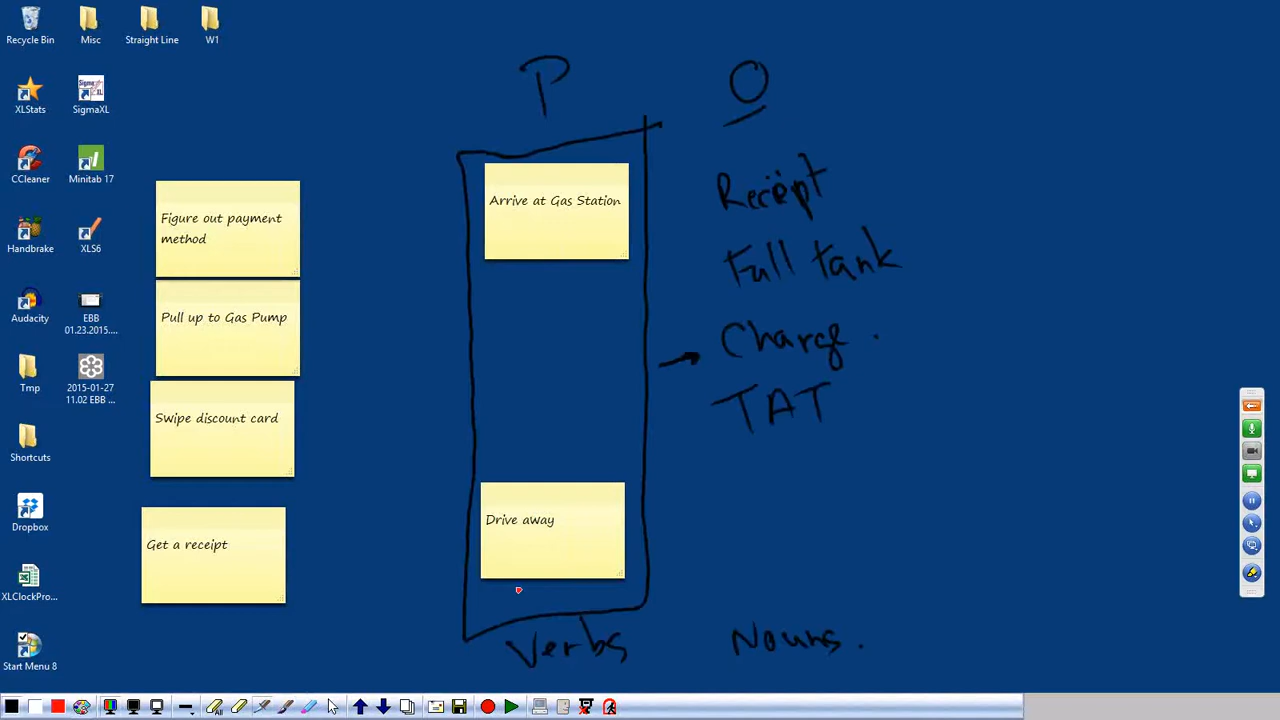 Recycle Bin
Misc
Straight Line
W1
XLStats
SigmaXL
CCleaner
Minitab 17
Handbrake
XLS6
Audacity
EBB
01.23.2015....
Tmp
2015-01-27
11.02 EBB ...
Shortcuts
Dropbox
XLClockPro...
Start Menu 8
Figure out payment
method
Pull up to Gas Pump
Swipe discount card
Get a receipt
P
Arrive at Gas Station
Drive away
Verbs
O
Receipt
Full tank
Charge.
TAT
Nouns.